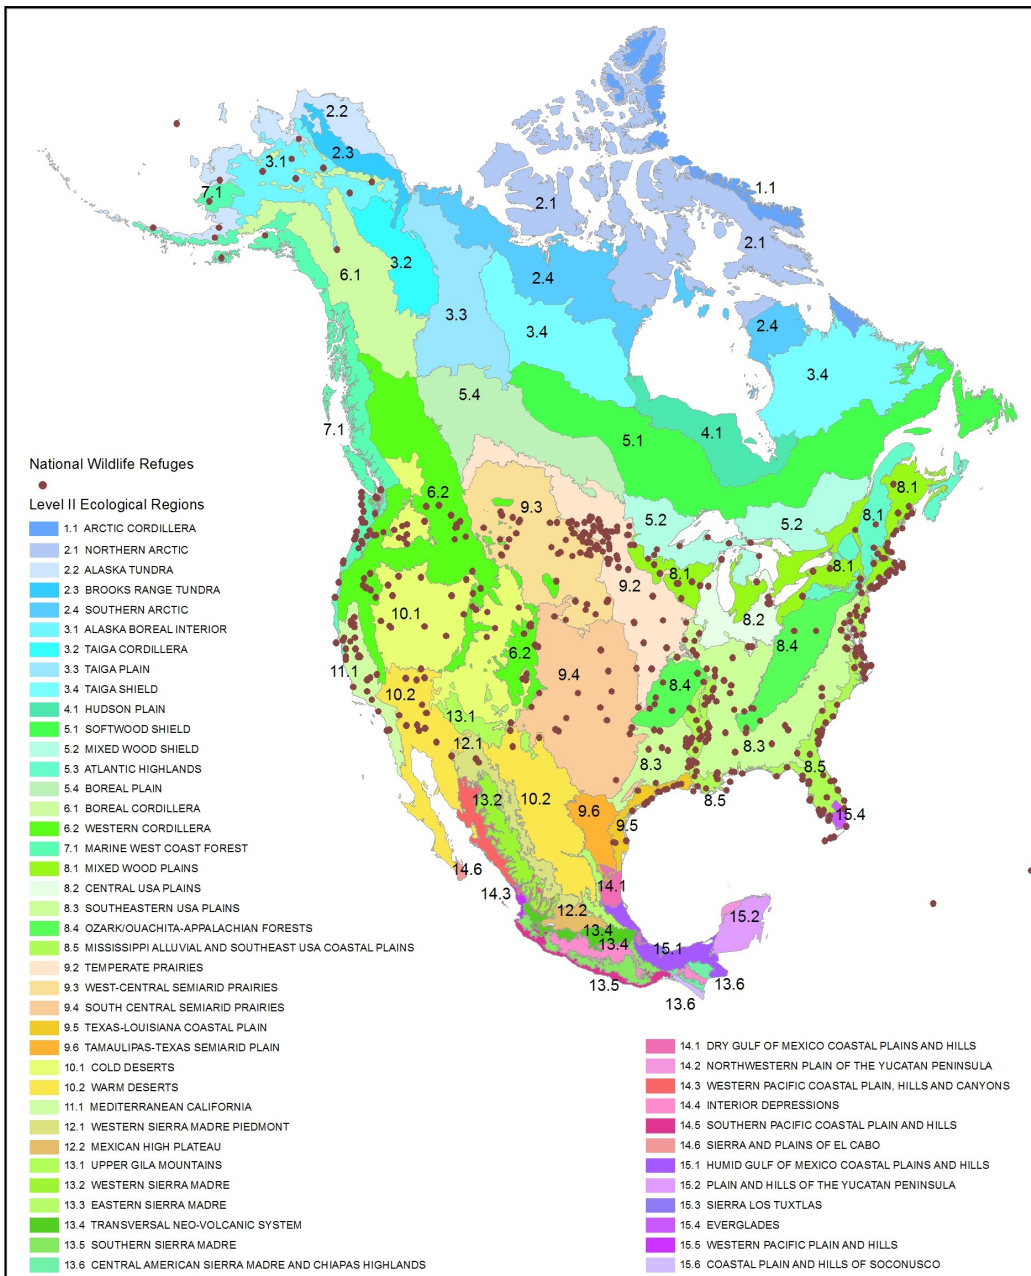 2.2
2.3
3.1
7.1
1.1
2.1
2.1
3.2
6.1
2.4
3.3
3.4
2.4
3.4
5.4
7.1
4.1
5.1
6.2
9.3
5.2
5.2
8.1
8.1
8.1
8.1
9.2
8.2
10.1
6.2
9.4
8.4
8.4
11.1
10.2
13.1
12.1
8.3
8.3
8.5
8.5
15.4
13.2
10.2
9.6
9.5
14.6
14.3
14.1
12.2
13.4
13.4
15.1
15.2
13.5
13.6
13.6
National Wildlife Refuges
Level II Ecological Regions
1.1 ARCTIC CORDILLERA
2.1 NORTHERN ARCTIC
2.2 ALASKA TUNDRA
2.3 BROOKS RANGE TUNDRA
2.4 SOUTHERN ARCTIC
3.1 ALASKA BOREAL INTERIOR
3.2 TAIGA CORDILLERA
3.3 TAIGA PLAIN
3.4 TAIGA SHIELD
4.1 HUDSON PLAIN
5.1 SOFTWOOD SHIELD
5.2 MIXED WOOD SHIELD
5.3 ATLANTIC HIGHLANDS
5.4 BOREAL PLAIN
6.1 BOREAL CORDILLERA
6.2 WESTERN CORDILLERA
7.1 MARINE WEST COAST FOREST
8.1 MIXED WOOD PLAINS
8.2 CENTRAL USA PLAINS
8.3 SOUTHEASTERN USA PLAINS
8.4 OZARK/OUACHITA-APPALACHIAN FORESTS
8.5 MISSISSIPPI ALLUVIAL AND SOUTHEAST USA COASTAL PLAINS
9.2 TEMPERATE PRAIRIES
9.3 WEST-CENTRAL SEMIARID PRAIRIES
9.4 SOUTH CENTRAL SEMIARID PRAIRIES
9.5 TEXAS-LOUISIANA COASTAL PLAIN
9.6 TAMAULIPAS-TEXAS SEMIARID PLAIN
10.1 COLD DESERTS
10.2 WARM DESERTS
11.1 MEDITERRANEAN CALIFORNIA
12.1 WESTERN SIERRA MADRE PIEDMONT
12.2 MEXICAN HIGH PLATEAU
13.1 UPPER GILA MOUNTAINS
13.2 WESTERN SIERRA MADRE
13.3 EASTERN SIERRA MADRE
13.4 TRANSVERSAL NEO-VOLCANIC SYSTEM
13.5 SOUTHERN SIERRA MADRE
13.6 CENTRAL AMERICAN SIERRA MADRE AND CHIAPAS HIGHLANDS
14.1 DRY GULF OF MEXICO COASTAL PLAINS AND HILLS
14.2 NORTHWESTERN PLAIN OF THE YUCATAN PENINSULA
14.3 WESTERN PACIFIC COASTAL PLAIN, HILLS AND CANYONS
14.4 INTERIOR DEPRESSIONS
14.5 SOUTHERN PACIFIC COASTAL PLAIN AND HILLS
14.6 SIERRA AND PLAINS OF EL CABO
15.1 HUMID GULF OF MEXICO COASTAL PLAINS AND HILLS
15.2 PLAIN AND HILLS OF THE YUCATAN PENINSULA
15.3 SIERRA LOS TUXTLAS
15.4 EVERGLADES
15.5 WESTERN PACIFIC PLAIN AND HILLS
15.6 COASTAL PLAIN AND HILLS OF SOCONUSCO